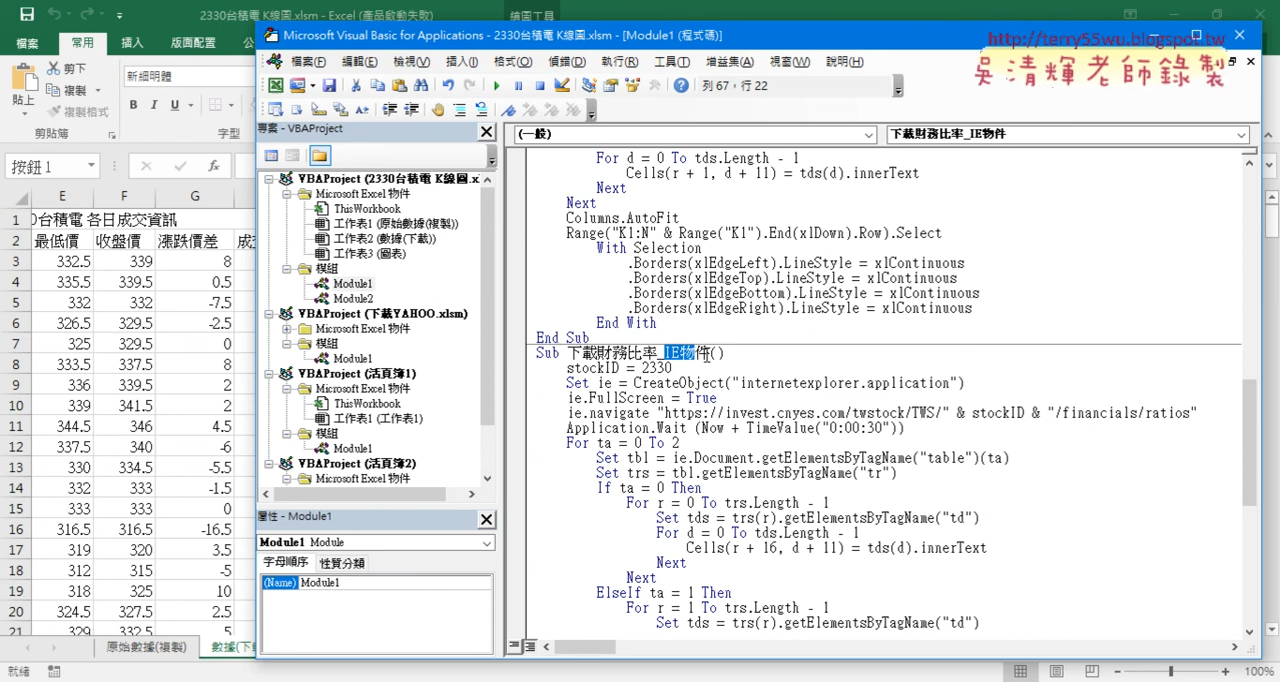 2330台積電 K線圖.xlsm - Excel (產品啟動失敗)
繪圖工具
檔案
常用
插入
版面配置
剪下
複製
複製格式
貼上
新細明體
B I U
剪貼簿
字型
按鈕 1
fx
E F G
1 0台積電 各日成交資訊
2 最低價 收盤價 漲跌價差 成
3 332.5 339 8
4 335.5 339.5 0.5
5 332 332 -7.5
6 326.5 329.5 -2.5
7 325 329.5 0
8 333.5 337.5 8
9 336 339.5 2
10 339 341.5 2
11 344.5 346 4.5
12 337.5 340 -6
13 330 334.5 -5.5
14 332 333 -1.5
15 333 333 0
16 316.5 316.5 -16.5
17 319 320 3.5
18 312 315 -5
19 318 325 10
20 324.5 327.5 2.5
21 329 332.5 5
原始數據(複製)
數據(下
就緒
100%
Microsoft Visual Basic for Applications - 2330台積電 K線圖.xlsm - [Module1 (程式碼)]
http://terry55wu.blogspot.tw
吳清輝老師錄製
檔案(F) 編輯(E) 檢視(V) 插入(I) 格式(O) 偵錯(D) 執行(R) 工具(T) 增益集(A) 視窗(W) 說明(H)
列 67，行 22
專案 - VBAProject
VBAProject (2330台積電 K線圖.x
Microsoft Excel 物件
ThisWorkbook
工作表1 (原始數據(複製))
工作表2 (數據(下載))
工作表3 (圖表)
模組
Module1
Module2
VBAProject (下載YAHOO.xlsm)
Microsoft Excel 物件
模組
Module1
VBAProject (活頁簿1)
Microsoft Excel 物件
ThisWorkbook
工作表1 (工作表1)
模組
Module1
VBAProject (活頁簿2)
Microsoft Excel 物件
屬性 - Module1
Module1 Module
字母順序 性質分類
(Name) Module1
(一般)
下載財務比率_IE物件
For d = 0 To tds.Length - 1
Cells(r + 1, d + 11) = tds(d).innerText
Next
Next
Columns.AutoFit
Range("K1:N" & Range("K1").End(xlDown).Row).Select
With Selection
.Borders(xlEdgeLeft).LineStyle = xlContinuous
.Borders(xlEdgeTop).LineStyle = xlContinuous
.Borders(xlEdgeBottom).LineStyle = xlContinuous
.Borders(xlEdgeRight).LineStyle = xlContinuous
End With
End Sub
Sub 下載財務比率_IE物件()
stockID = 2330
Set ie = CreateObject("internetexplorer.application")
ie.FullScreen = True
ie.navigate "https://invest.cnyes.com/twstock/TWS/" & stockID & "/financials/ratios"
Application.Wait (Now + TimeValue("0:00:30"))
For ta = 0 To 2
Set tbl = ie.Document.getElementsByTagName("table")(ta)
Set trs = tbl.getElementsByTagName("tr")
If ta = 0 Then
For r = 0 To trs.Length - 1
Set tds = trs(r).getElementsByTagName("td")
For d = 0 To tds.Length - 1
Cells(r + 16, d + 11) = tds(d).innerText
Next
Next
ElseIf ta = 1 Then
For r = 1 To trs.Length - 1
Set tds = trs(r).getElementsByTagName("td")